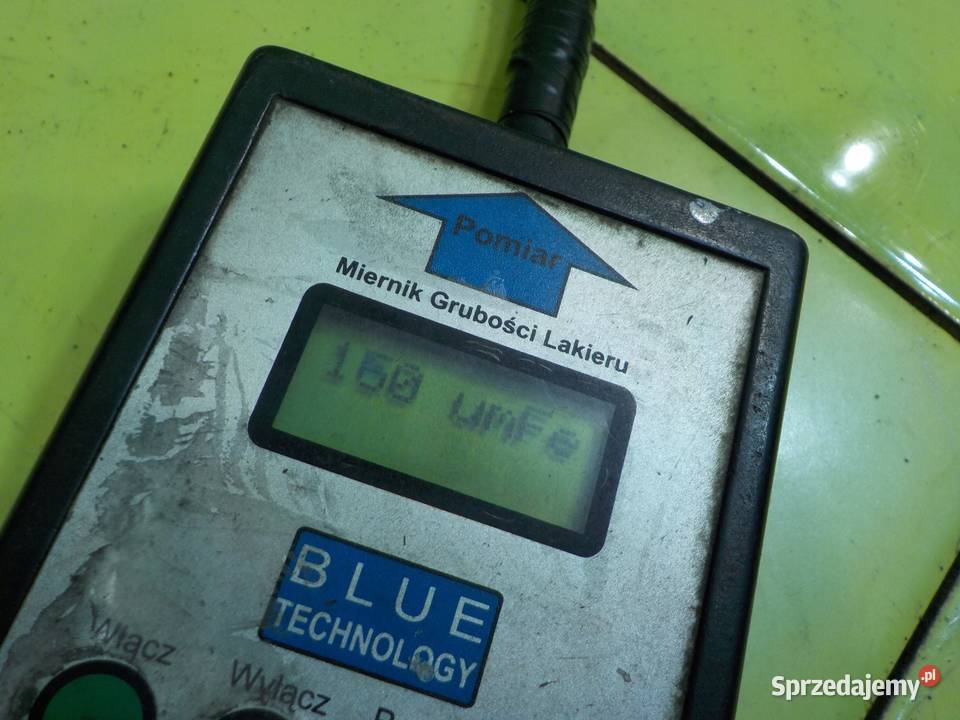 Pomiar
Miernik Grubości Lakieru
160 umFe
BLUE
TECHNOLOGY
Włącz
Wyłącz
Sprzedajemy.pl